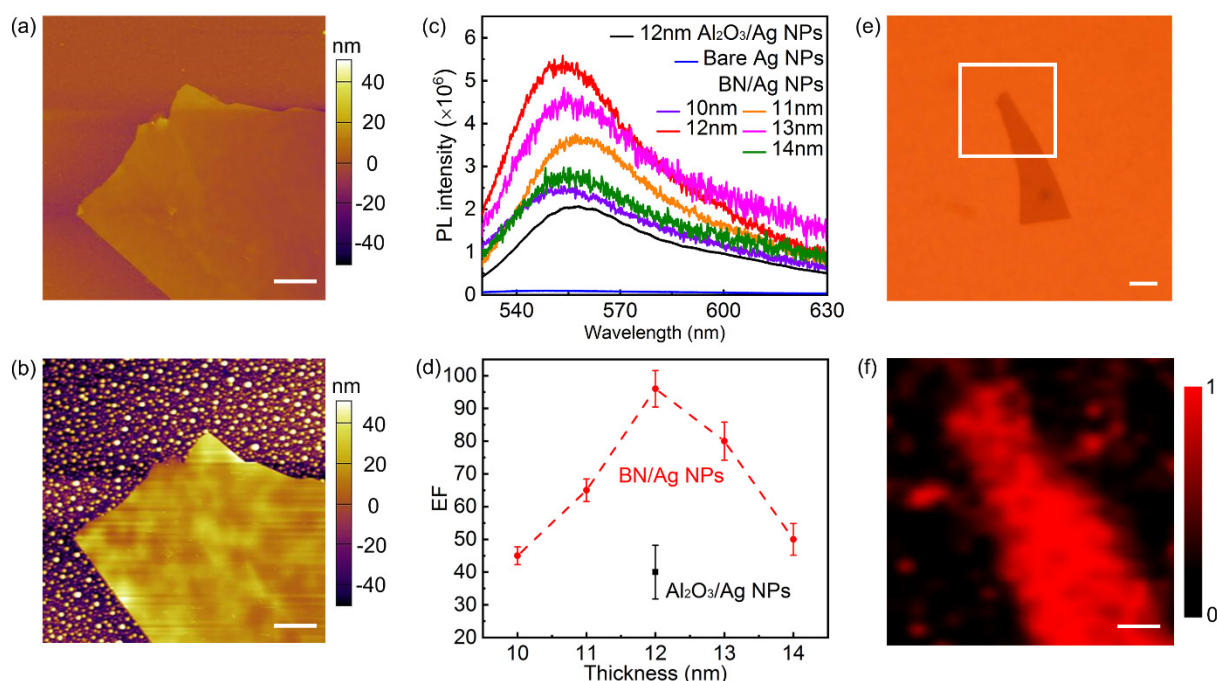 (a)
nm
40
20
0
-20
-40
(b)
nm
40
20
0
-20
-40
(c)
6
5
4
3
2
1
0
PL intensity (×10⁶)
12nm Al₂O₃/Ag NPs
Bare Ag NPs
BN/Ag NPs
10nm 11nm
12nm 13nm
14nm
540 570 600 630
Wavelength (nm)
(d)
100
90
80
70
60
50
40
30
20
EF
BN/Ag NPs
Al₂O₃/Ag NPs
10 11 12 13 14
Thickness (nm)
(e)
(f)
1
0